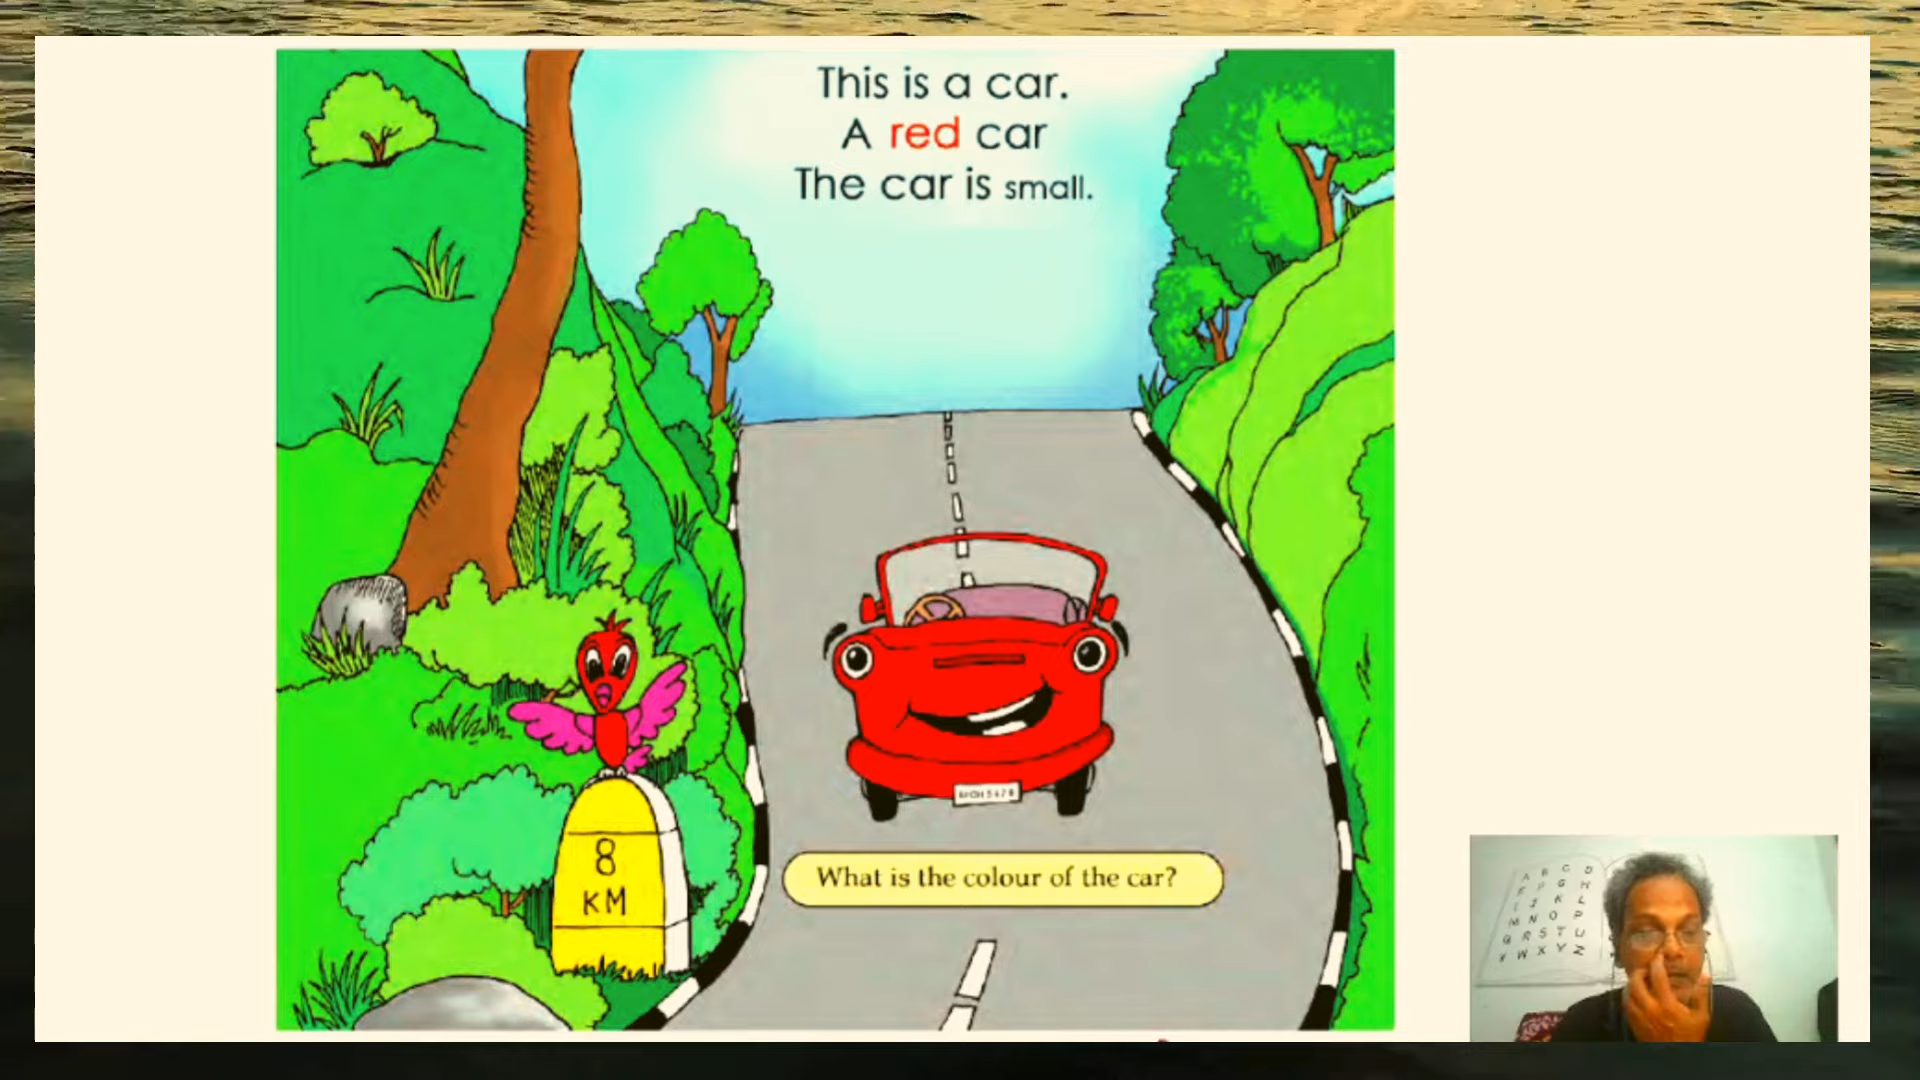 This is a car.
A red car
The car is small.
8
KM
What is the colour of the car?
A B C D
E F G H
I J K L
M N O P
Q R S T U
V W X Y Z